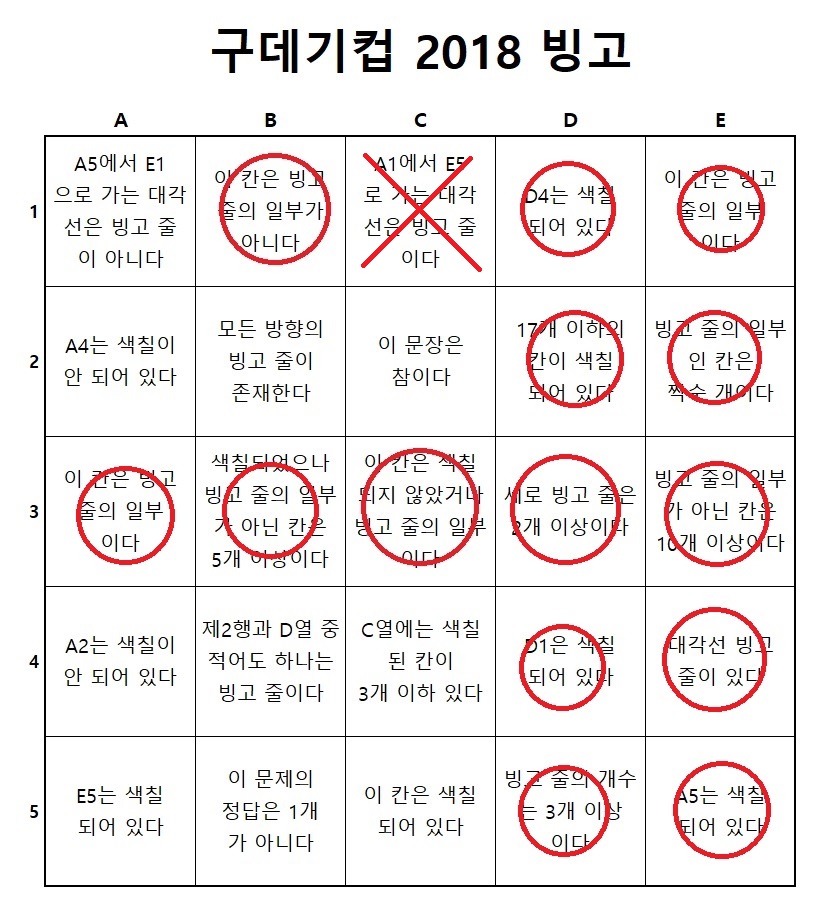 구데기컵 2018 빙고
A B C D E
1
A5에서 E1
으로 가는 대각
선은 빙고 줄
이 아니다
이 칸은 빙고
줄의 일부가
아니다
A1에서 E5
로 가는 대각
선은 빙고 줄
이다
D4는 색칠
되어 있다
이 칸은 빙고
줄의 일부
이다
2
A4는 색칠이
안 되어 있다
모든 방향의
빙고 줄이
존재한다
이 문장은
참이다
17개 이하의
칸이 색칠
되어 있다
빙고 줄의 일부
인 칸은
짝수 개이다
3
이 칸은 빙고
줄의 일부
이다
색칠되었으나
빙고 줄의 일부
가 아닌 칸은
5개 이상이다
이 칸은 색칠
되지 않았거나
빙고 줄의 일부
이다
세로 빙고 줄은
2개 이상이다
빙고 줄의 일부
가 아닌 칸은
10개 이상이다
4
A2는 색칠이
안 되어 있다
제2행과 D열 중
적어도 하나는
빙고 줄이다
C열에는 색칠
된 칸이
3개 이하 있다
D1은 색칠
되어 있다
대각선 빙고
줄이 있다
5
E5는 색칠
되어 있다
이 문제의
정답은 1개
가 아니다
이 칸은 색칠
되어 있다
빙고 줄의 개수
는 3개 이상
이다
A5는 색칠
되어 있다